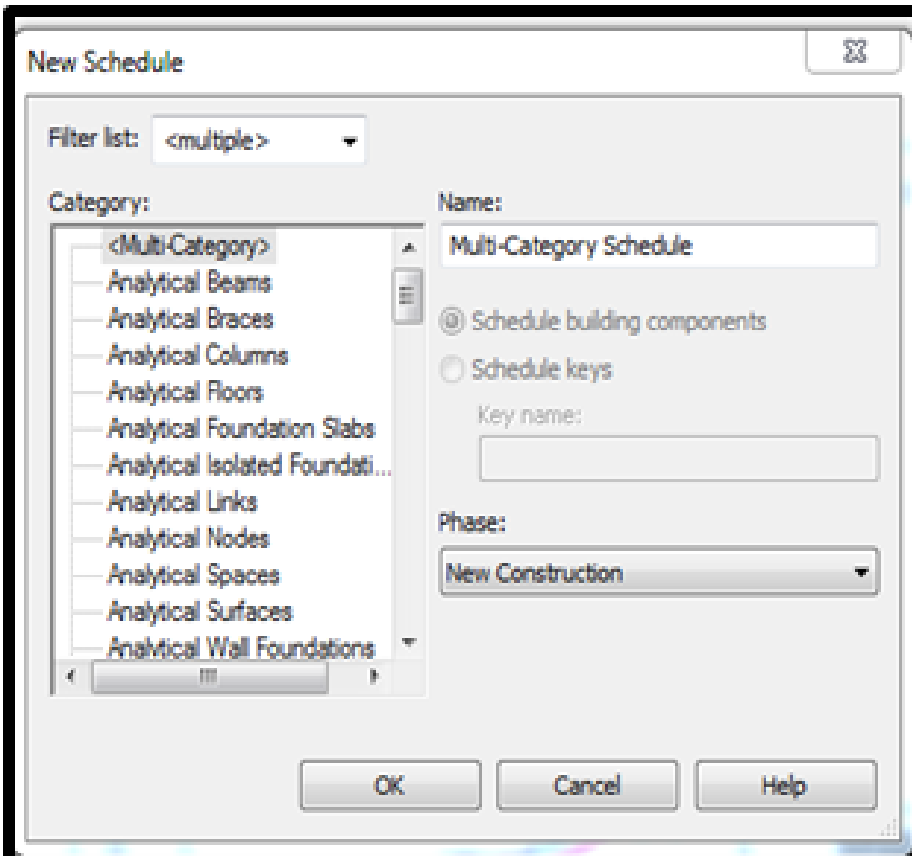 New Schedule
Filter list: <multiple>
Category:
<Multi-Category>
Analytical Beams
Analytical Braces
Analytical Columns
Analytical Floors
Analytical Foundation Slabs
Analytical Isolated Foundati...
Analytical Links
Analytical Nodes
Analytical Spaces
Analytical Surfaces
Analytical Wall Foundations
Name:
Multi-Category Schedule
Schedule building components
Schedule keys
Key name:
Phase:
New Construction
OK Cancel Help